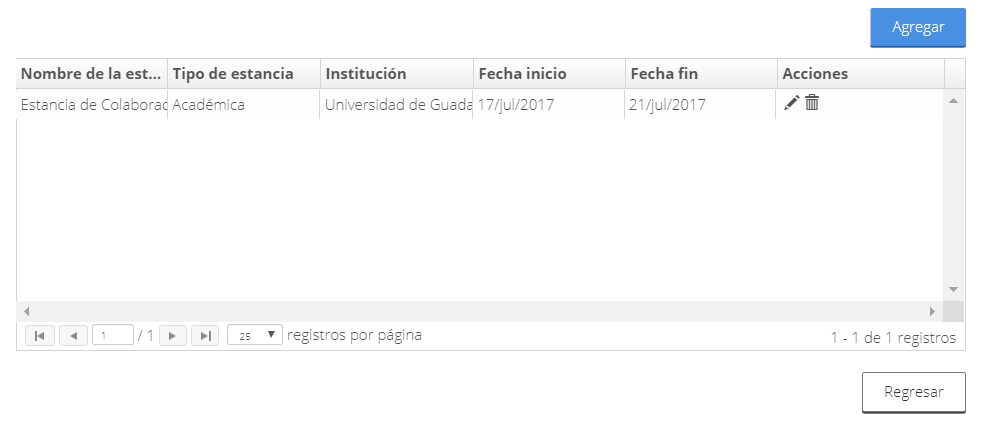 Agregar
Nombre de la est... Tipo de estancia Institución Fecha inicio Fecha fin Acciones
Estancia de Colaborac Académica Universidad de Guada 17/jul/2017 21/jul/2017
1 / 1 25 registros por página 1 - 1 de 1 registros
Regresar